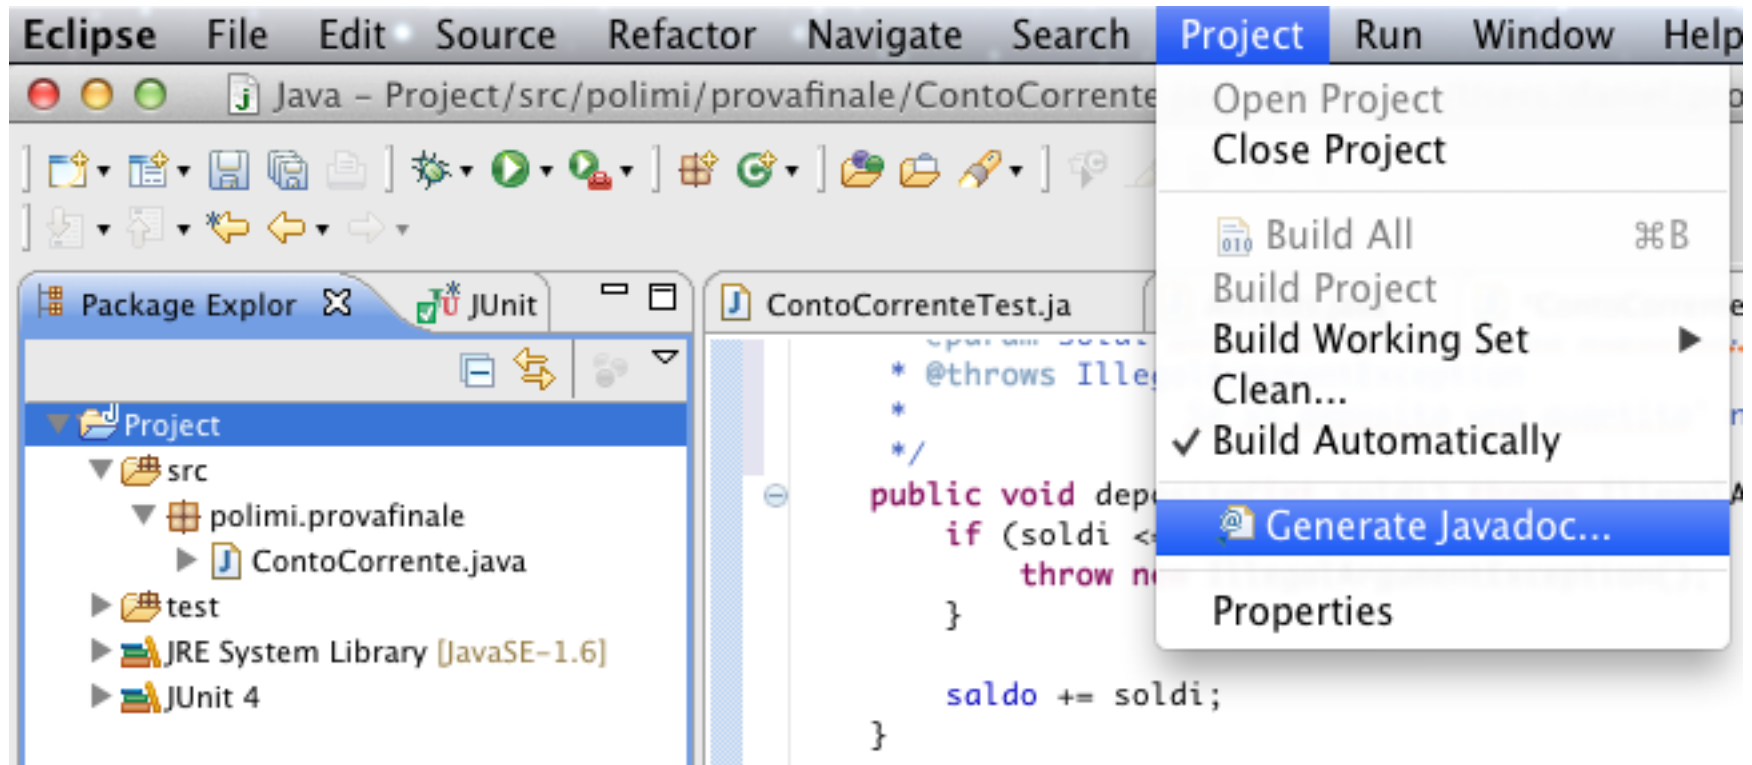 Eclipse File Edit Source Refactor Navigate Search Project Run Window Help
Java – Project/src/polimi/provafinale/ContoCorrente
Open Project
Close Project
Build All ⌘B
Build Project
Build Working Set
Clean...
Build Automatically
Generate Javadoc...
Properties
Package Explor JUnit
Project
src
polimi.provafinale
ContoCorrente.java
test
JRE System Library [JavaSE-1.6]
JUnit 4
ContoCorrenteTest.ja
* @throws Ille
*
*/
public void depo
if (soldi <=
throw n
}
saldo += soldi;
}